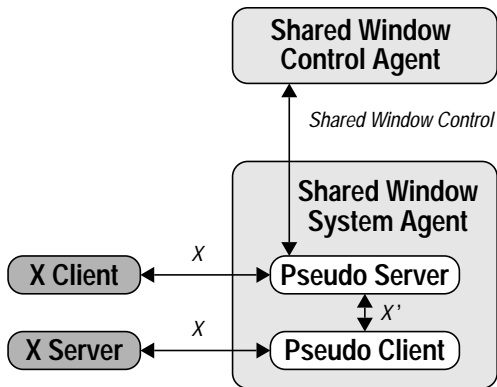 Shared Window
Control Agent
Shared Window Control
Shared Window
System Agent
X
X Client
Pseudo Server
X'
X
X Server
Pseudo Client